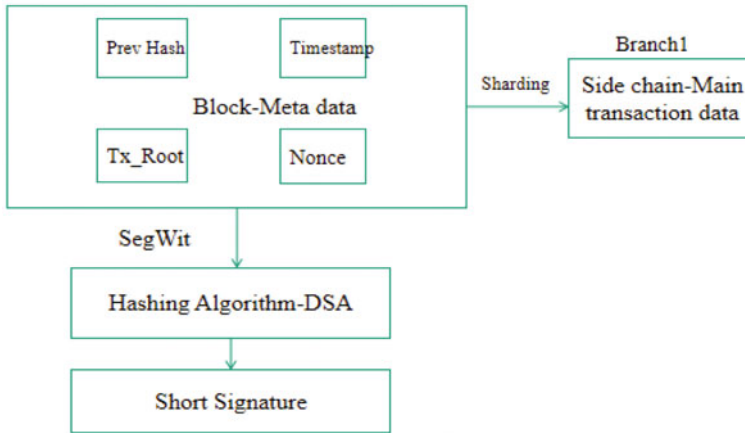 Prev Hash
Timestamp
Block-Meta data
Tx_Root
Nonce
Sharding
Branch1
Side chain-Main
transaction data
SegWit
Hashing Algorithm-DSA
Short Signature